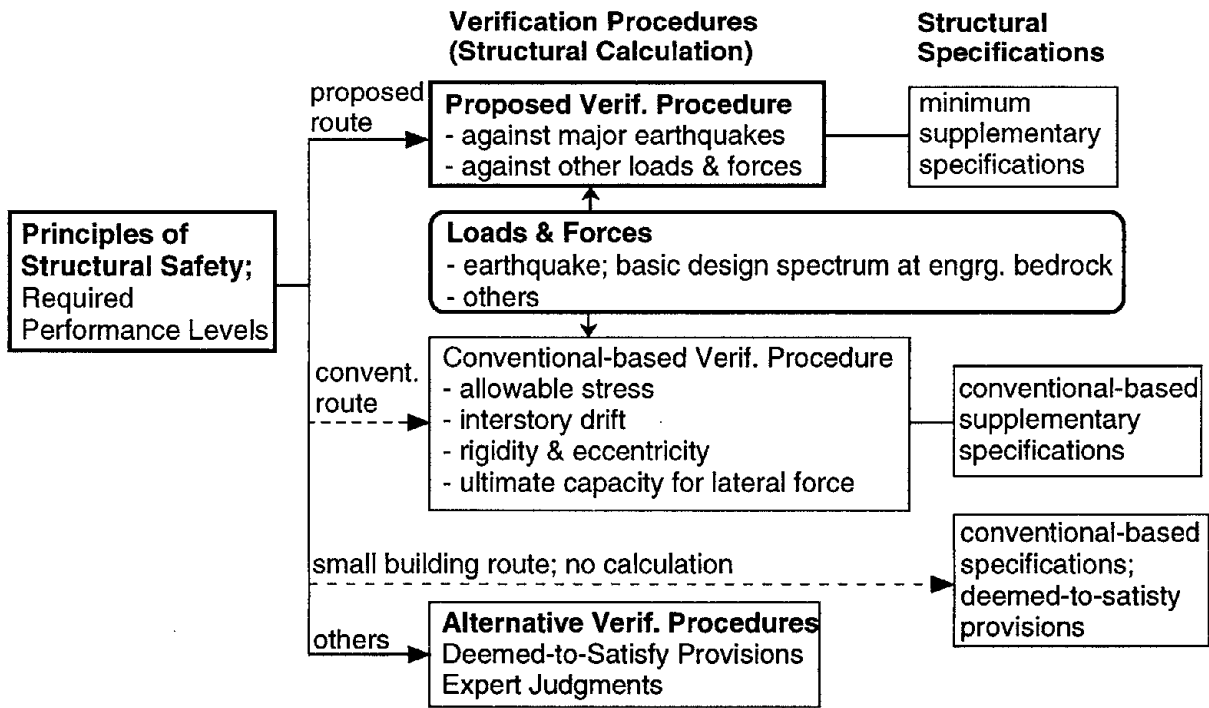 Verification Procedures
(Structural Calculation)
Structural
Specifications
proposed
route
Proposed Verif. Procedure
- against major earthquakes
- against other loads & forces
minimum
supplementary
specifications
Principles of
Structural Safety;
Required
Performance Levels
Loads & Forces
- earthquake; basic design spectrum at engrg. bedrock
- others
convent.
route
Conventional-based Verif. Procedure
- allowable stress
- interstory drift
- rigidity & eccentricity
- ultimate capacity for lateral force
conventional-based
supplementary
specifications
small building route; no calculation
conventional-based
specifications;
deemed-to-satisty
provisions
others
Alternative Verif. Procedures
Deemed-to-Satisfy Provisions
Expert Judgments